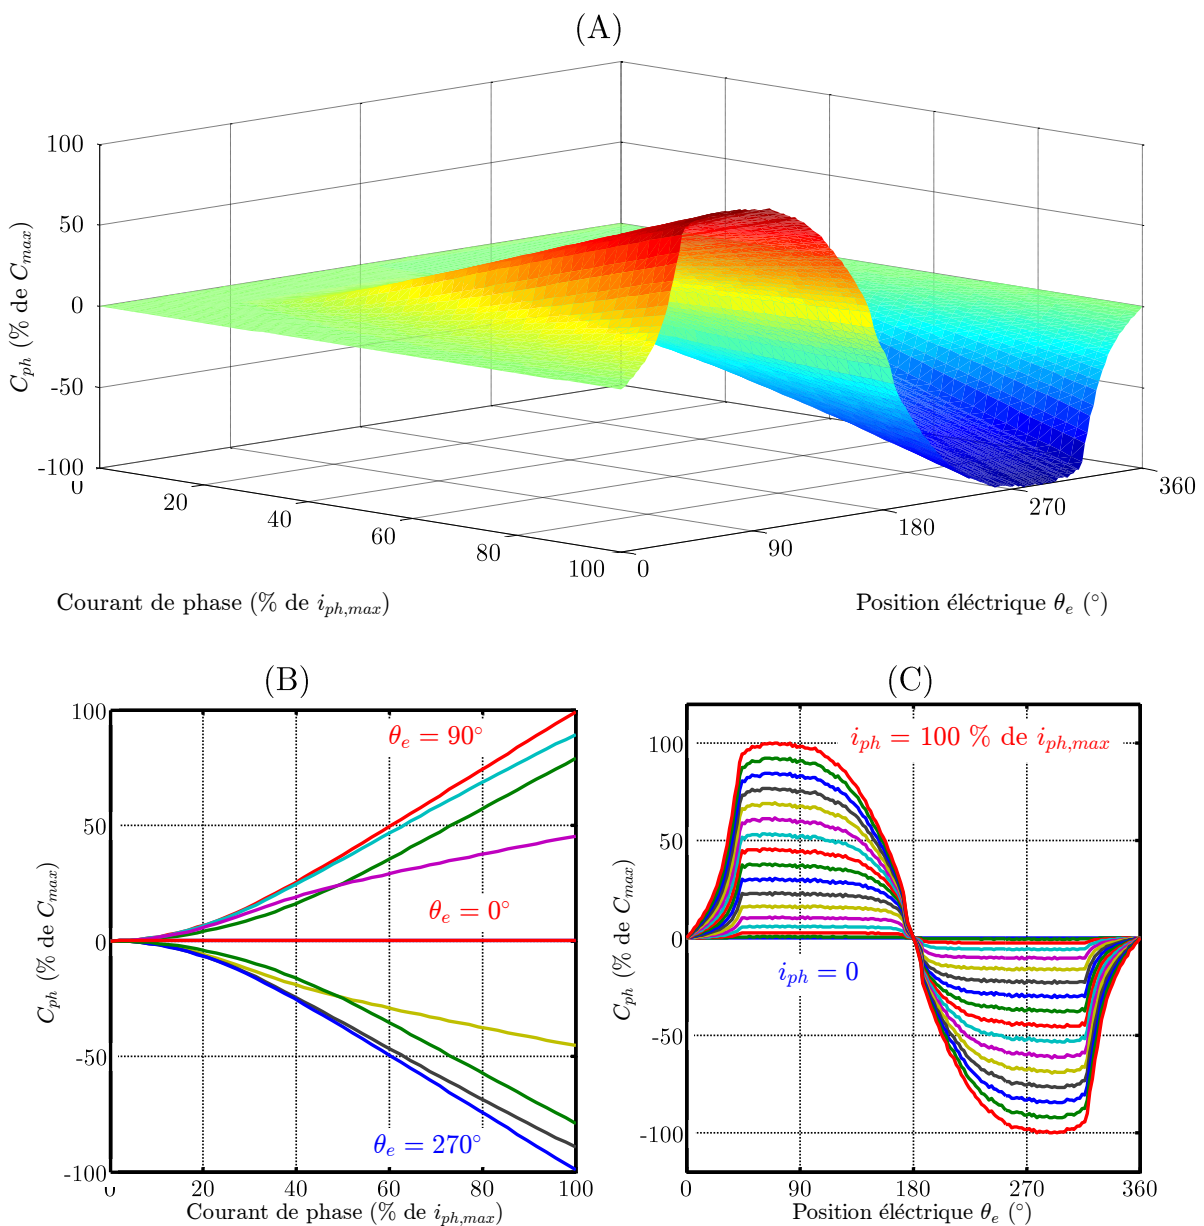 (A)
100
50
0
-50
-100
C_ph (% de C_max)
0
20
40
60
80
100
0
90
180
270
360
Courant de phase (% de i_ph,max)
Position éléctrique θ_e (°)
(B)
100
50
0
-50
-100
C_ph (% de C_max)
θ_e = 90°
θ_e = 0°
θ_e = 270°
0
20
40
60
80
100
Courant de phase (% de i_ph,max)
(C)
100
50
0
-50
-100
C_ph (% de C_max)
i_ph = 100 % de i_ph,max
i_ph = 0
0
90
180
270
360
Position éléctrique θ_e (°)